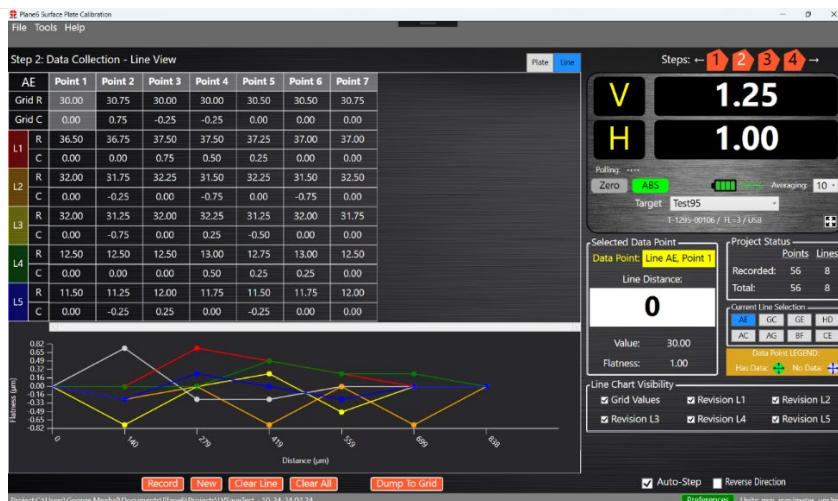 Plane6 Surface Plate Calibration
File Tools Help
Step 2: Data Collection - Line View
Plate Line
Steps: ← 1 2 3 4 →
AE Point 1 Point 2 Point 3 Point 4 Point 5 Point 6 Point 7
Grid R 30.00 30.75 30.00 30.00 30.50 30.50 30.75
Grid C 0.00 0.75 -0.25 -0.25 0.00 0.00 0.00
L1 R 36.50 36.75 37.50 37.50 37.25 37.00 37.00
C 0.00 0.00 0.75 0.50 0.25 0.00 0.00
L2 R 32.00 31.75 32.25 31.50 32.25 31.50 32.50
C 0.00 -0.25 0.00 -0.75 0.00 -0.75 0.00
L3 R 32.00 31.25 32.00 32.25 31.25 32.00 31.75
C 0.00 -0.75 0.00 0.25 -0.50 0.00 0.00
L4 R 12.50 12.50 12.50 13.00 12.75 13.00 12.50
C 0.00 0.00 0.00 0.50 0.25 0.25 0.00
L5 R 11.50 11.25 12.00 11.75 11.50 11.75 12.00
C 0.00 -0.25 0.25 0.00 -0.25 0.00 0.00
V 1.25
H 1.00
Polling: ····
Zero ABS Averaging: 10
Target Test95
T-1295-00106 / FL=3 / USB
Selected Data Point
Data Point: Line AE, Point 1
Line Distance:
0
Value: 30.00
Flatness: 1.00
Project Status
Points Lines
Recorded: 56 8
Total: 56 8
Current Line Selection
AE GC GE HD
AC AG BF CE
Data Point LEGEND:
Has Data: No Data:
Line Chart Visibility
Grid Values Revision L1 Revision L2
Revision L3 Revision L4 Revision L5
Flatness (μm)
0.82
0.65
0.49
0.32
0.16
0.00
-0.16
-0.32
-0.49
-0.65
-0.82
0 140 279 419 559 699 838
Distance (μm)
Record New Clear Line Clear All Dump To Grid
Auto-Step Reverse Direction
Preferences